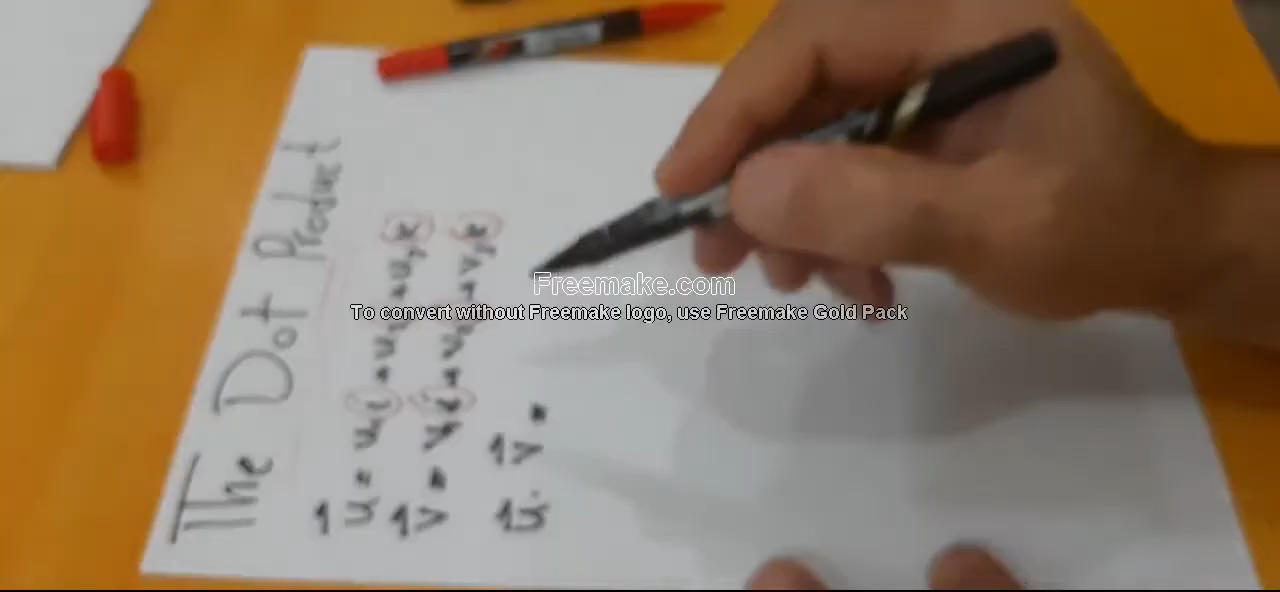 The Dot Product
u⃗ = u₁i + u₂j + u₃k
v⃗ = v₁i + v₂j + v₃k
u⃗ · v⃗ =
Freemake.com
To convert without Freemake logo, use Freemake Gold Pack